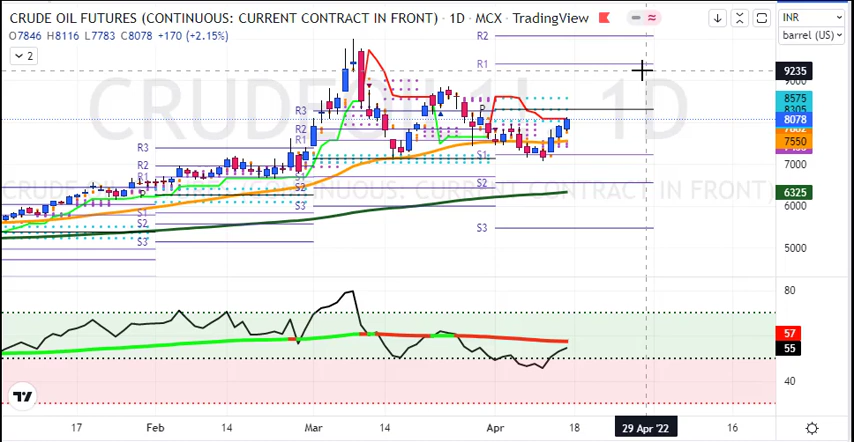 CRUDE OIL FUTURES (CONTINUOUS: CURRENT CONTRACT IN FRONT) · 1D · MCX · TradingView
O7846 H8116 L7783 C8078 +170 (+2.15%)
2
INR
barrel (US)
R2
R1
P
S1
S2
S3
R3
R2
R1
S1
S2
S3
R3
R2
R1
P
S1
S2
S3
9235
9000
8575
8305
8078
7550
7000
6325
6000
5000
80
57
55
40
17
Feb
14
Mar
14
Apr
18
29 Apr '22
16